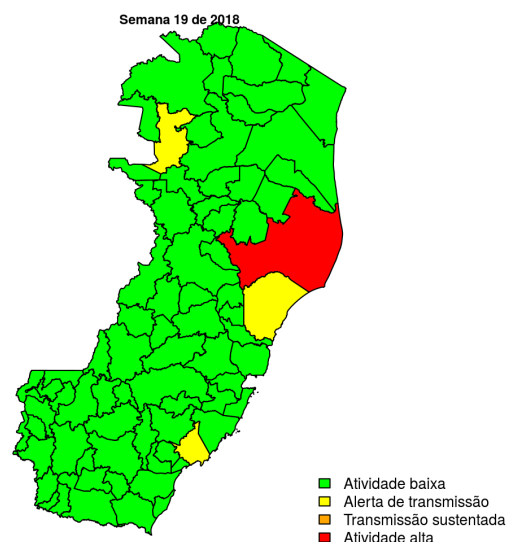 Semana 19 de 2018
Atividade baixa
Alerta de transmissão
Transmissão sustentada
Atividade alta